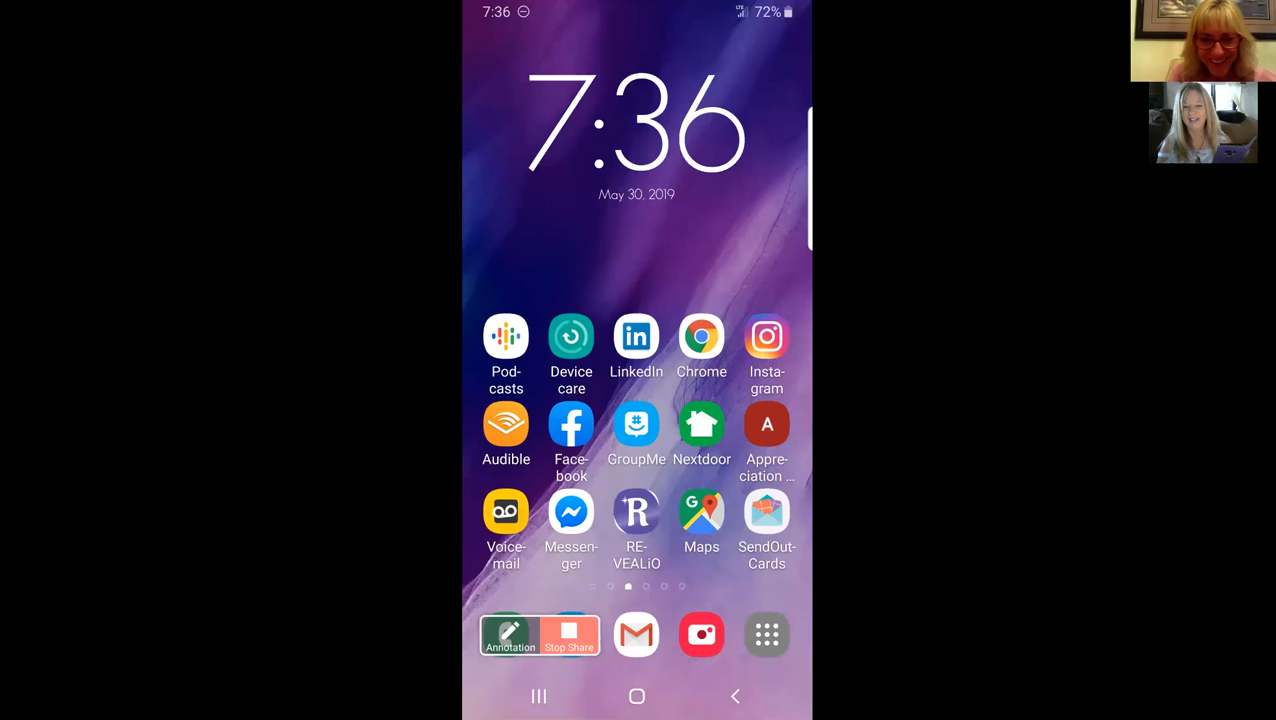 7:36
LTE
72%
7:36
May 30, 2019
Pod-
casts
Device
care
LinkedIn
Chrome
Insta-
gram
Audible
Face-
book
GroupMe
Nextdoor
A
Appre-
ciation ...
Voice-
mail
Messen-
ger
R
RE-
VEALiO
G
Maps
SendOut-
Cards
Annotation
Stop Share